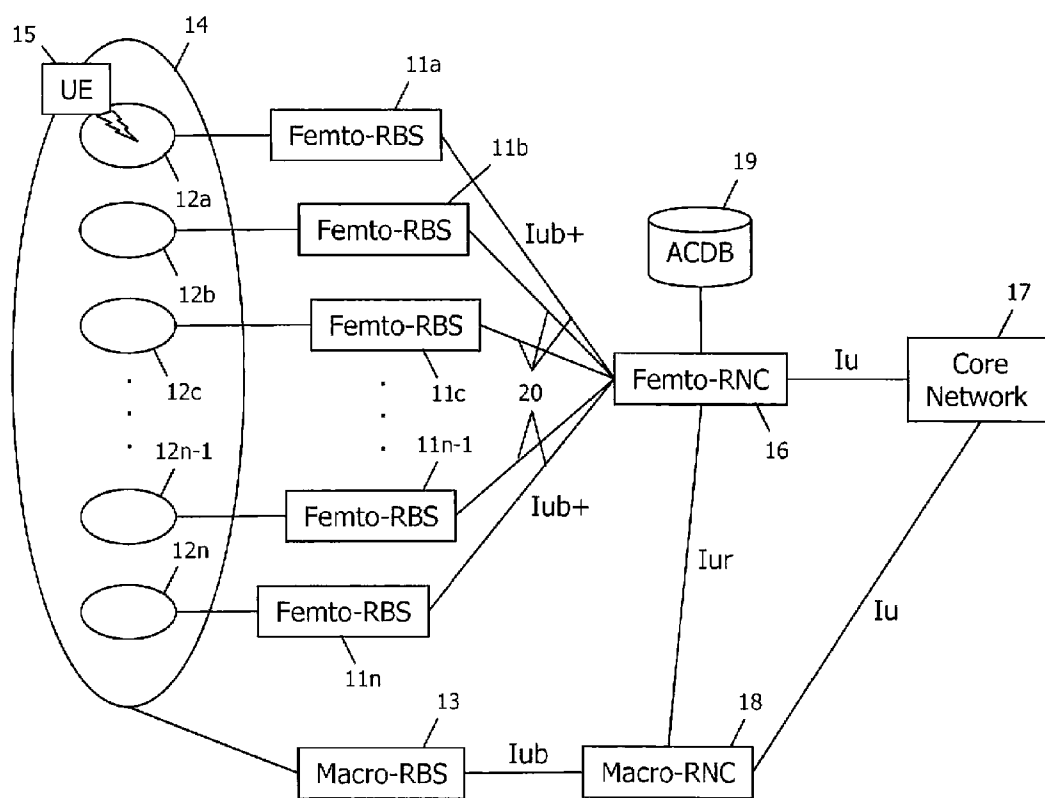 15
14
UE
11a
Femto-RBS
12a
11b
Femto-RBS
Iub+
19
ACDB
12b
Femto-RBS
17
12c
11c
20
Femto-RNC
Iu
Core
Network
16
12n-1
11n-1
Femto-RBS
Iub+
12n
Femto-RBS
Iur
Iu
11n
13
18
Macro-RBS
Iub
Macro-RNC